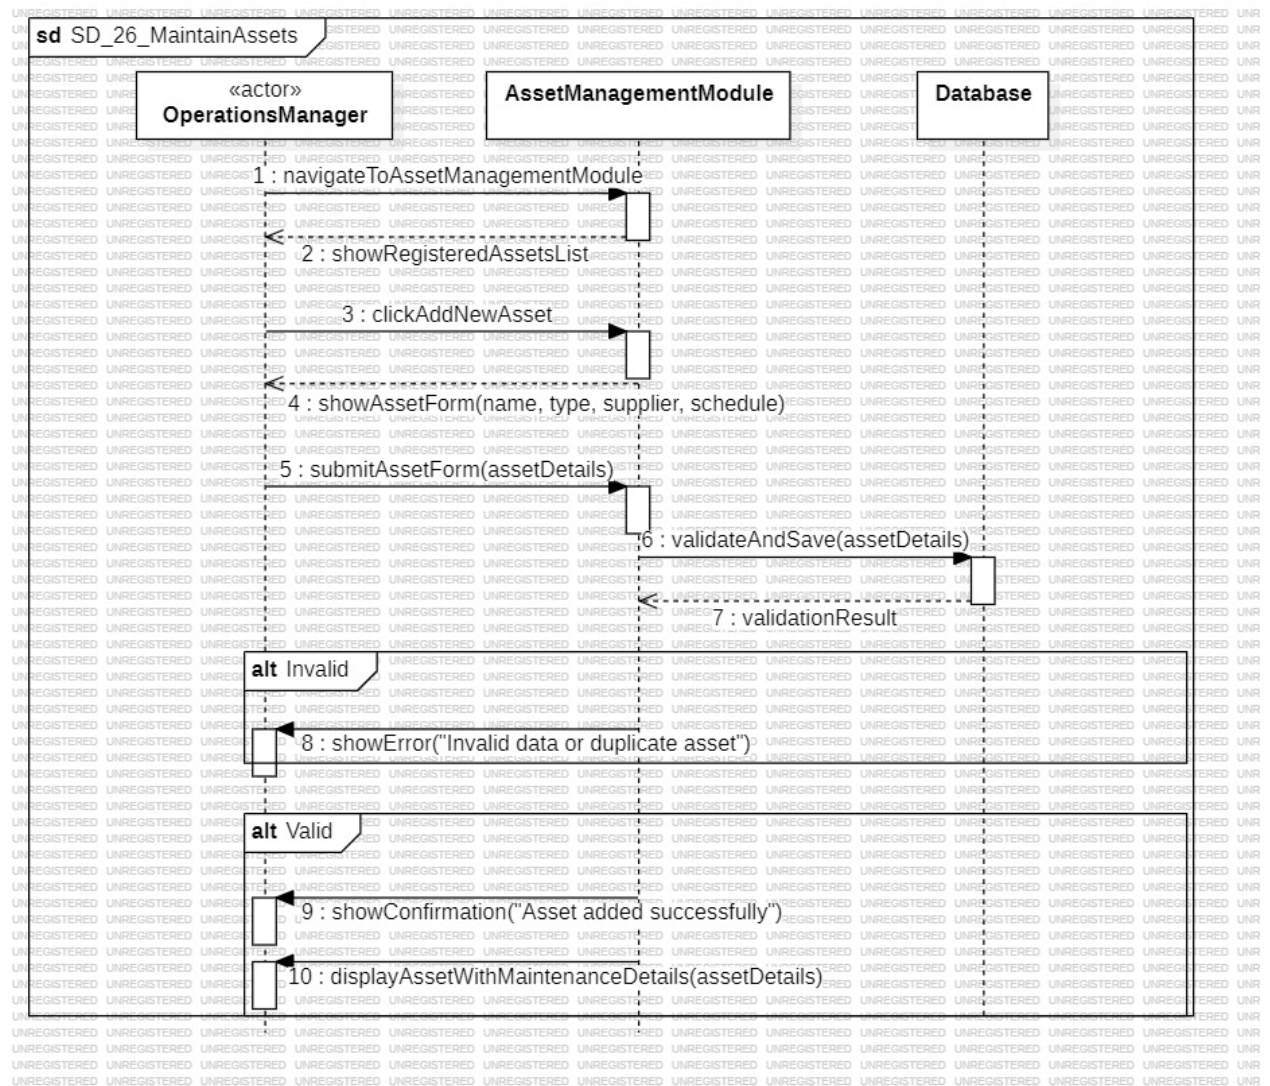 sd SD_26_MaintainAssets
«actor»
OperationsManager
AssetManagementModule
Database
1 : navigateToAssetManagementModule
2 : showRegisteredAssetsList
3 : clickAddNewAsset
4 : showAssetForm(name, type, supplier, schedule)
5 : submitAssetForm(assetDetails)
6 : validateAndSave(assetDetails)
7 : validationResult
alt Invalid
8 : showError("Invalid data or duplicate asset")
alt Valid
9 : showConfirmation("Asset added successfully")
10 : displayAssetWithMaintenanceDetails(assetDetails)
UNREGISTERED